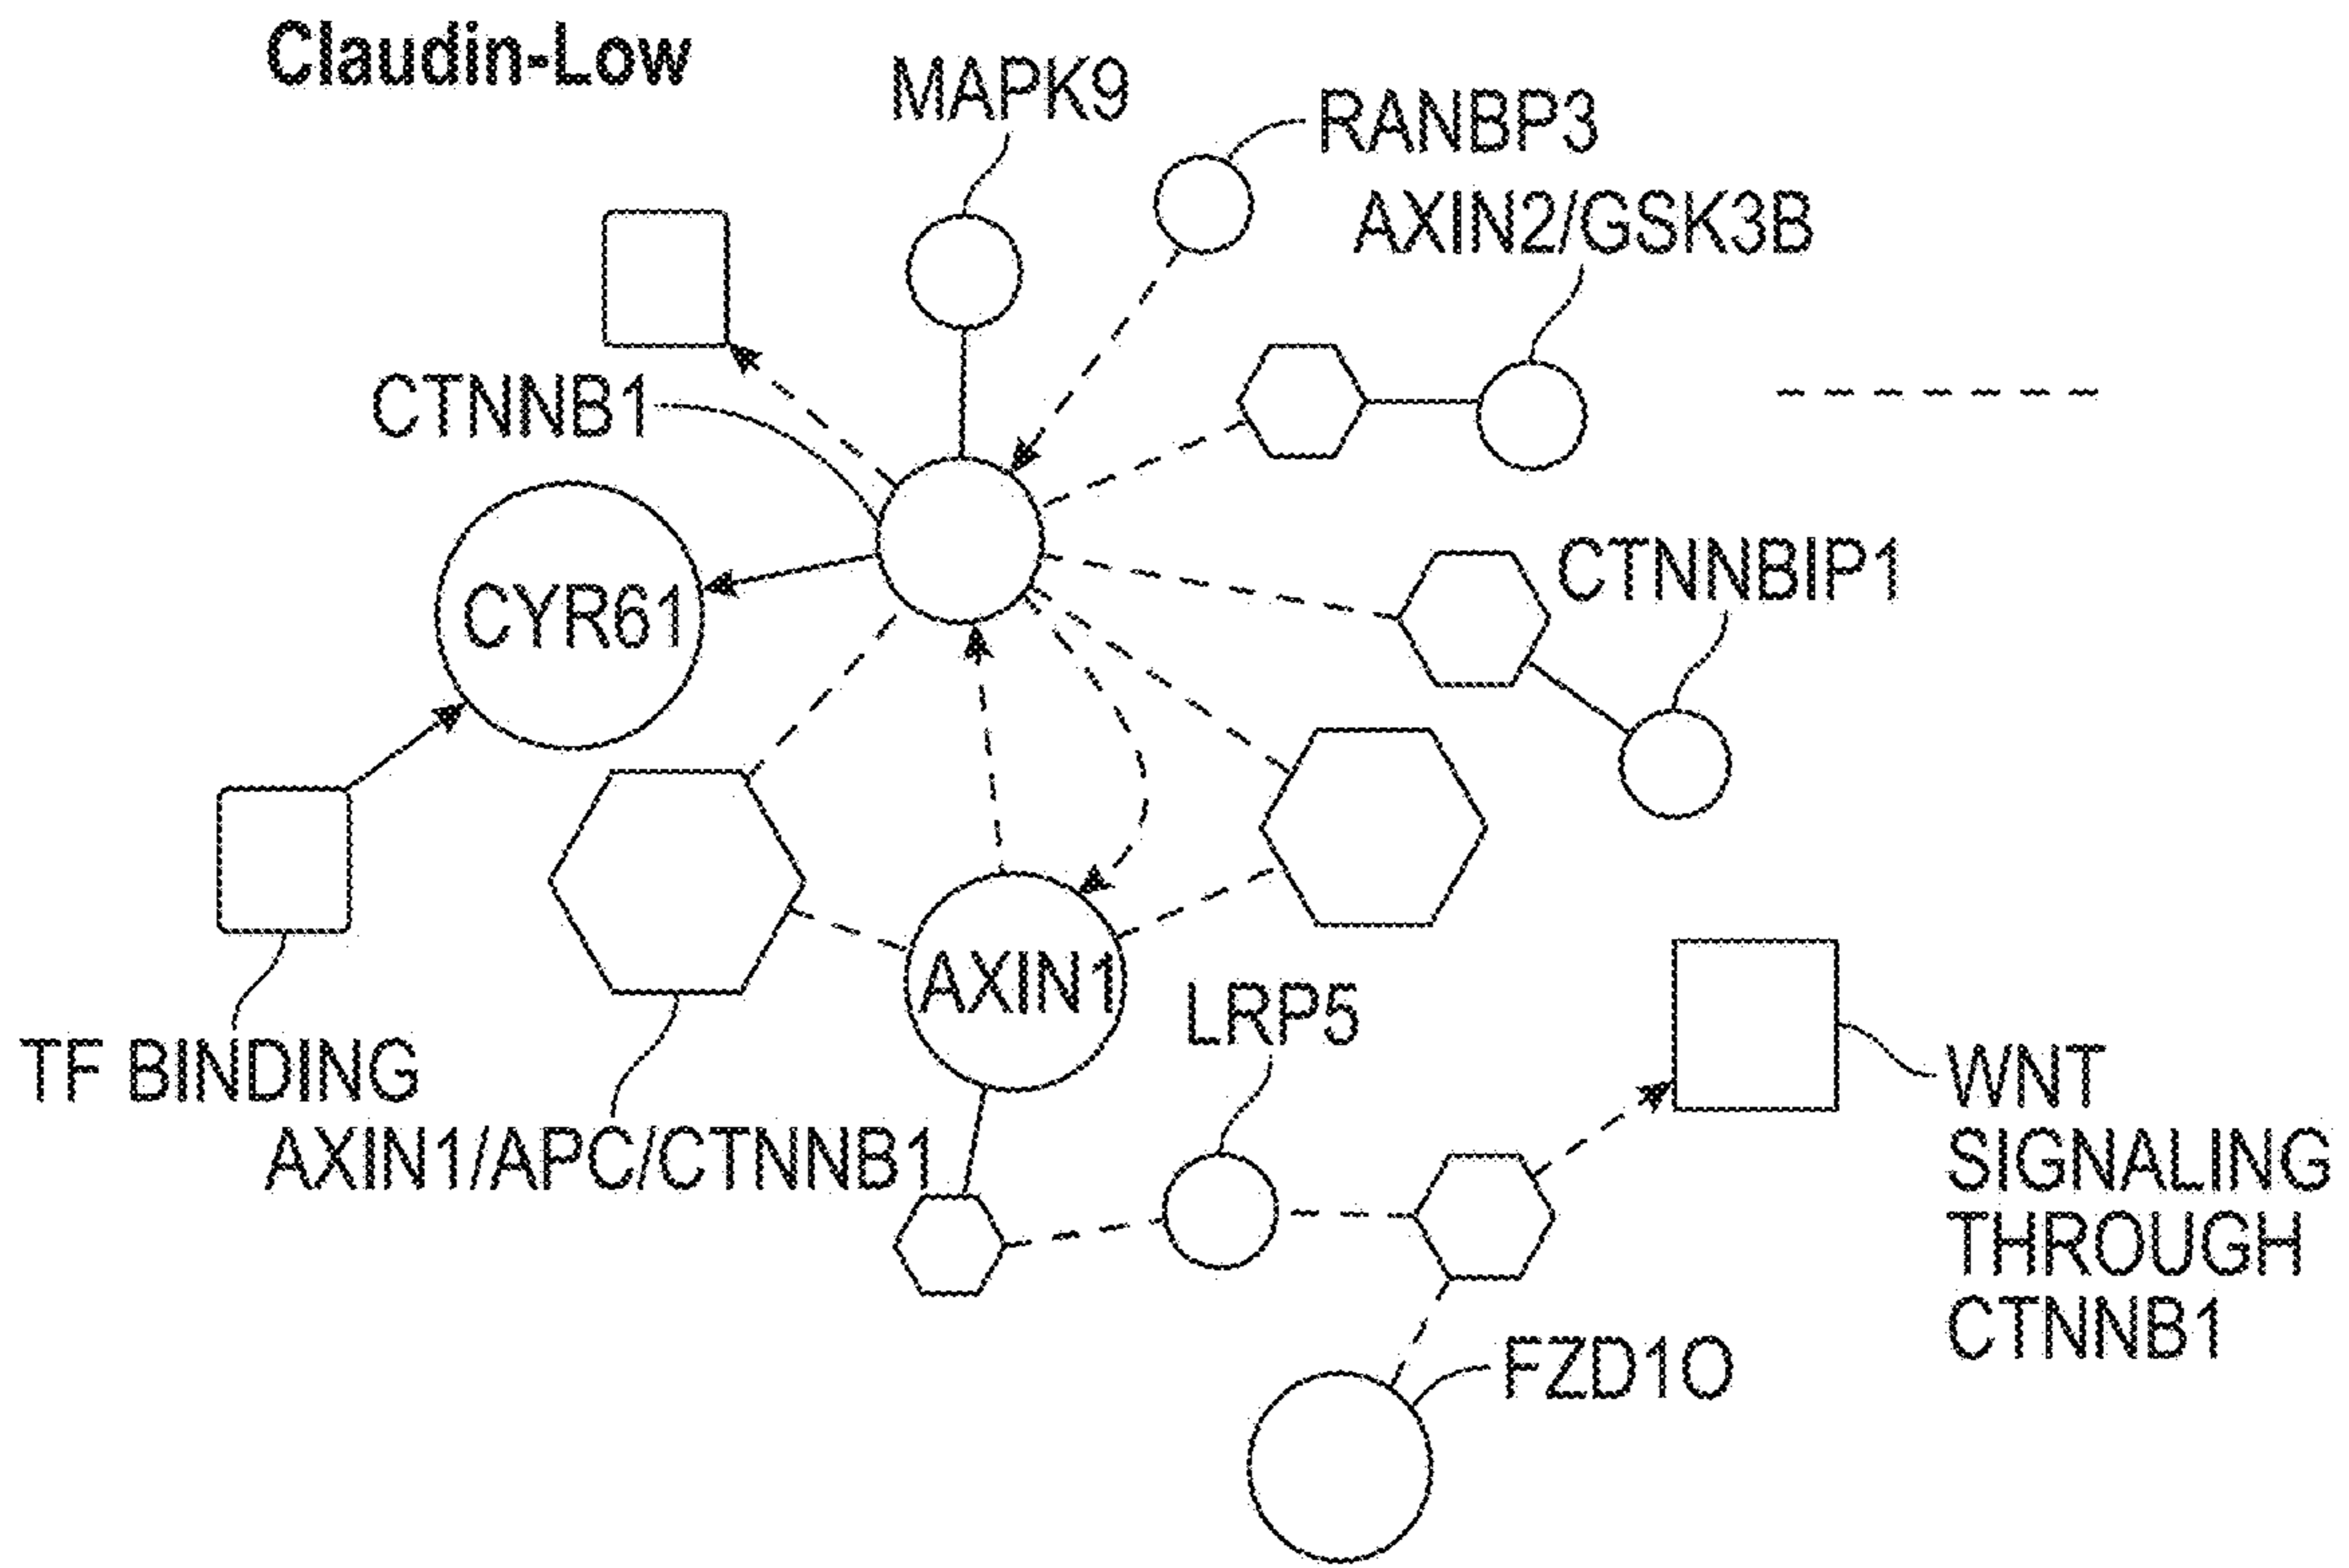 Claudin-Low
MAPK9
RANBP3
AXIN2/GSK3B
CTNNB1
CTNNBIP1
CYR61
AXIN1
LRP5
TF BINDING
AXIN1/APC/CTNNB1
WNT
SIGNALING
THROUGH
CTNNB1
FZD10